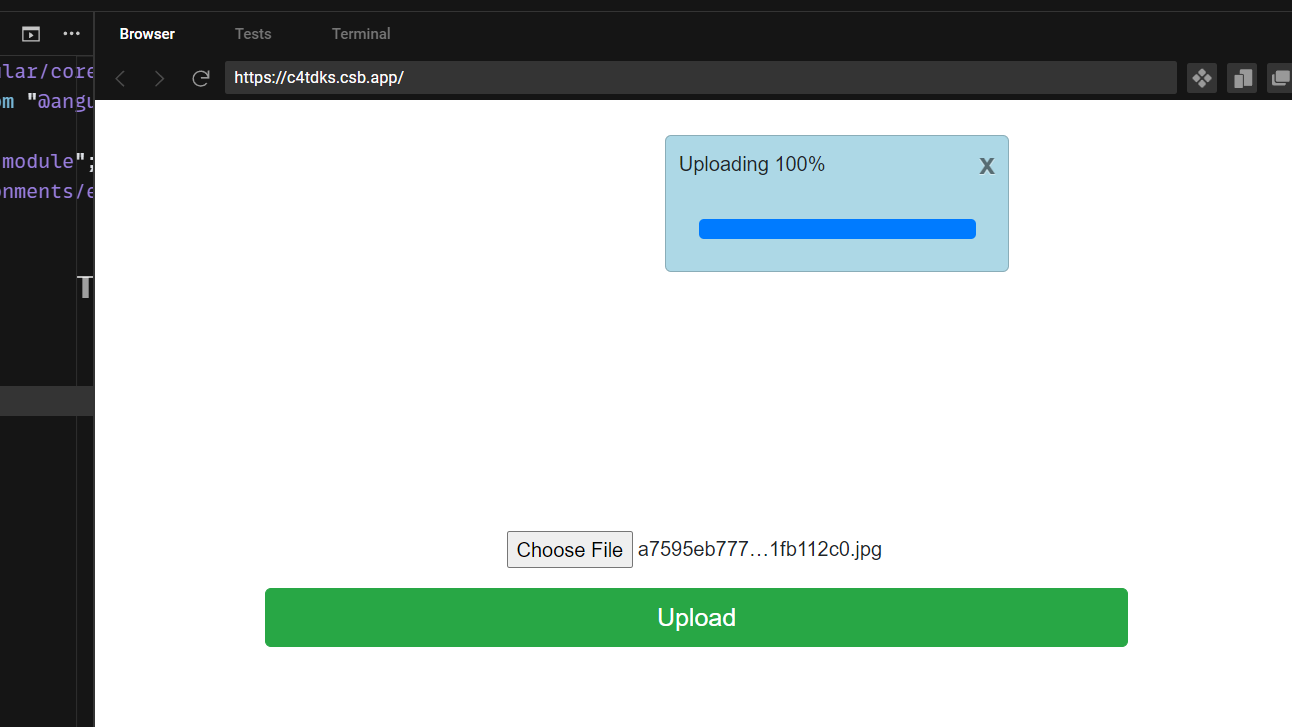 Browser Tests Terminal
ular/core
om "@angu
https://c4tdks.csb.app/
module";
onments/e
T
Uploading 100% X
Choose File a7595eb777...1fb112c0.jpg
Upload